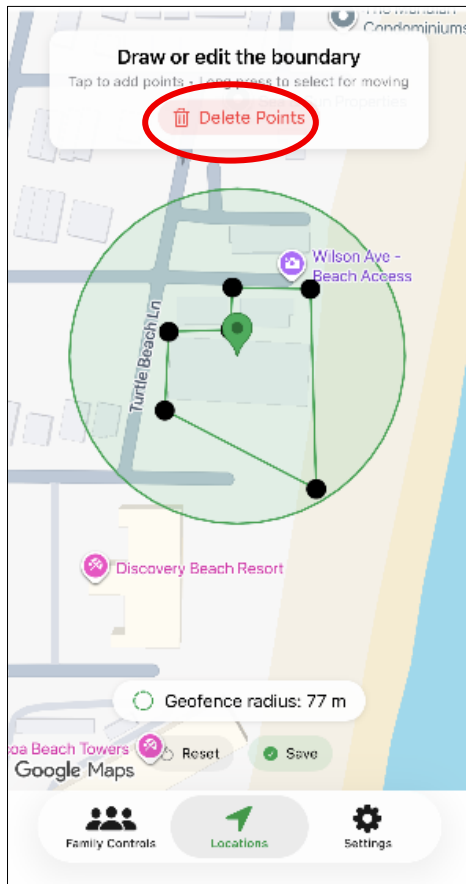 The Meridian
Condominiums
Draw or edit the boundary
Tap to add points • Long press to select for moving
Properties
Delete Points
Wilson Ave -
Beach Access
Turtle Beach Ln
Discovery Beach Resort
Geofence radius: 77 m
oa Beach Towers
Reset
Save
Google Maps
Family Controls
Locations
Settings